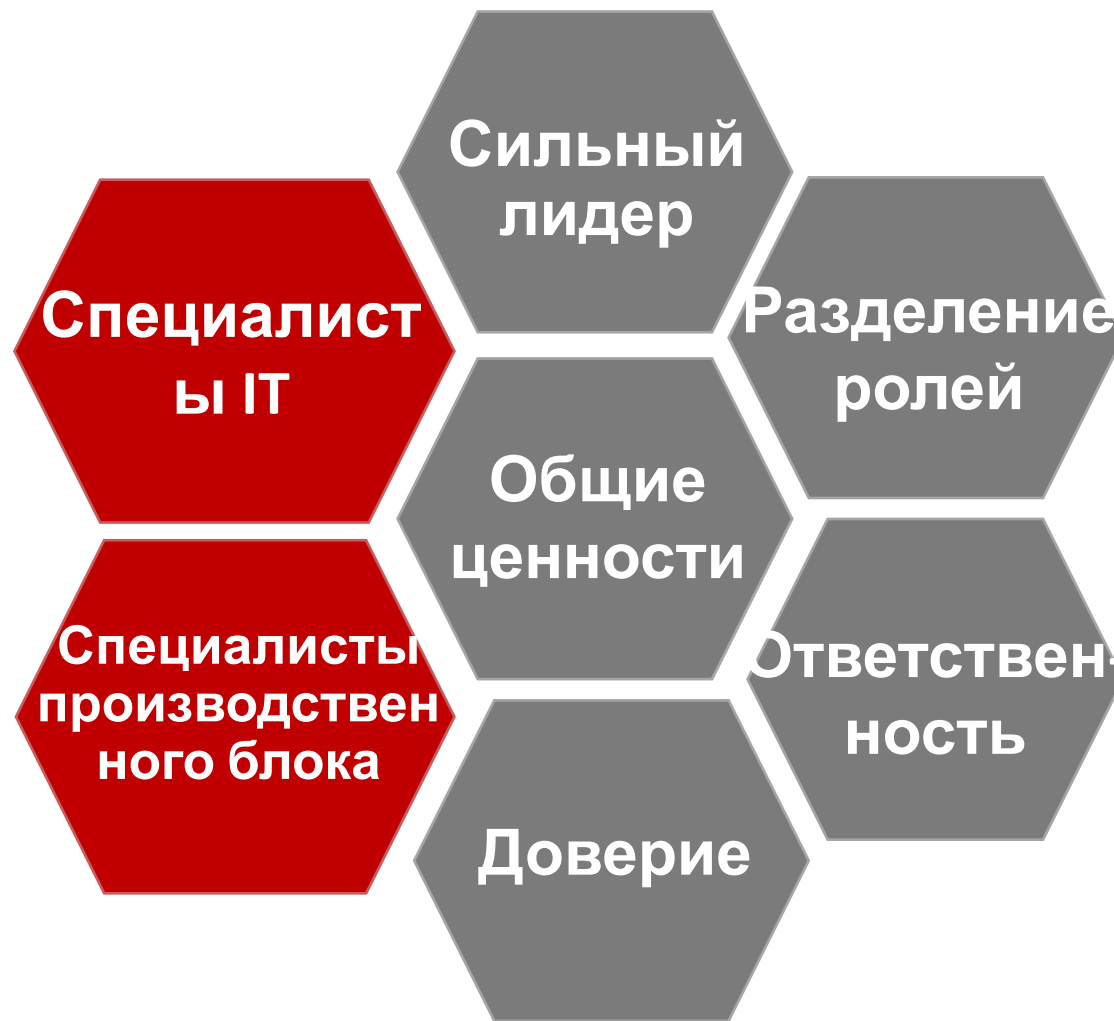 Сильный
лидер
Специалист
ы IT
Разделение
ролей
Общие
ценности
Специалисты
производствен
ного блока
Ответствен-
ность
Доверие